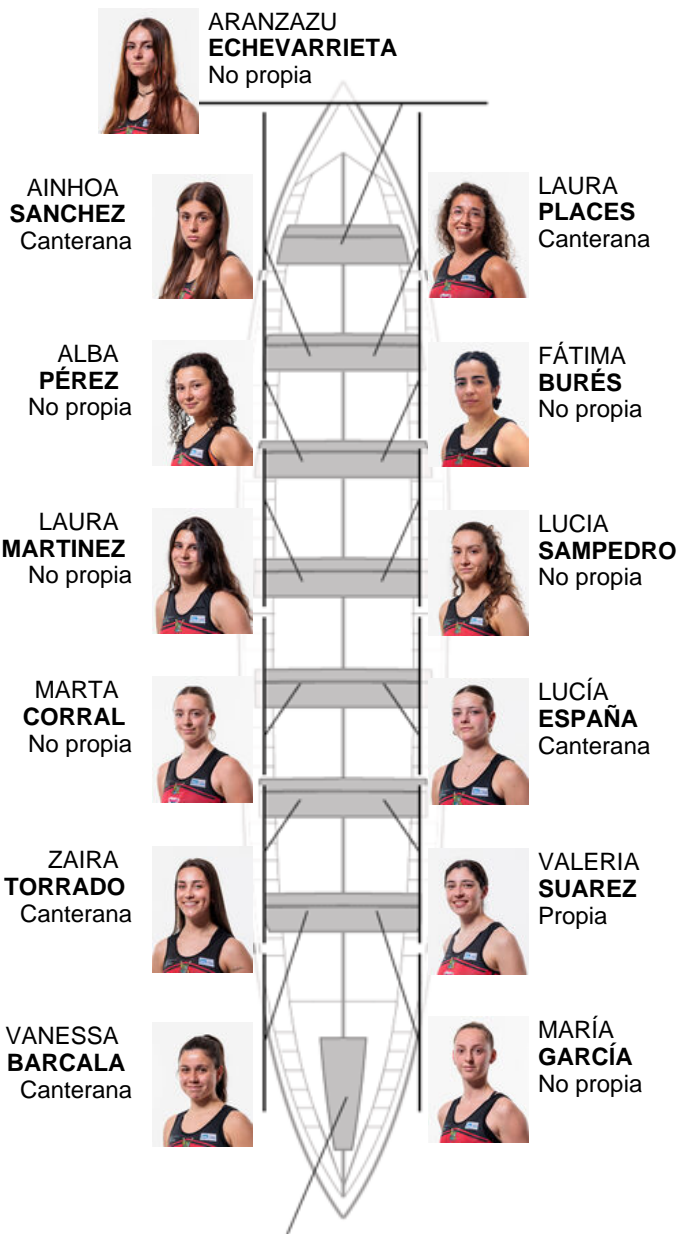 ARANZAZU
ECHEVARRIETA
No propia
AINHOA
SANCHEZ
Canterana
LAURA
PLACES
Canterana
ALBA
PÉREZ
No propia
FÁTIMA
BURÉS
No propia
LAURA
MARTINEZ
No propia
LUCIA
SAMPEDRO
No propia
MARTA
CORRAL
No propia
LUCÍA
ESPAÑA
Canterana
ZAIRA
TORRADO
Canterana
VALERIA
SUAREZ
Propia
VANESSA
BARCALA
Canterana
MARÍA
GARCÍA
No propia